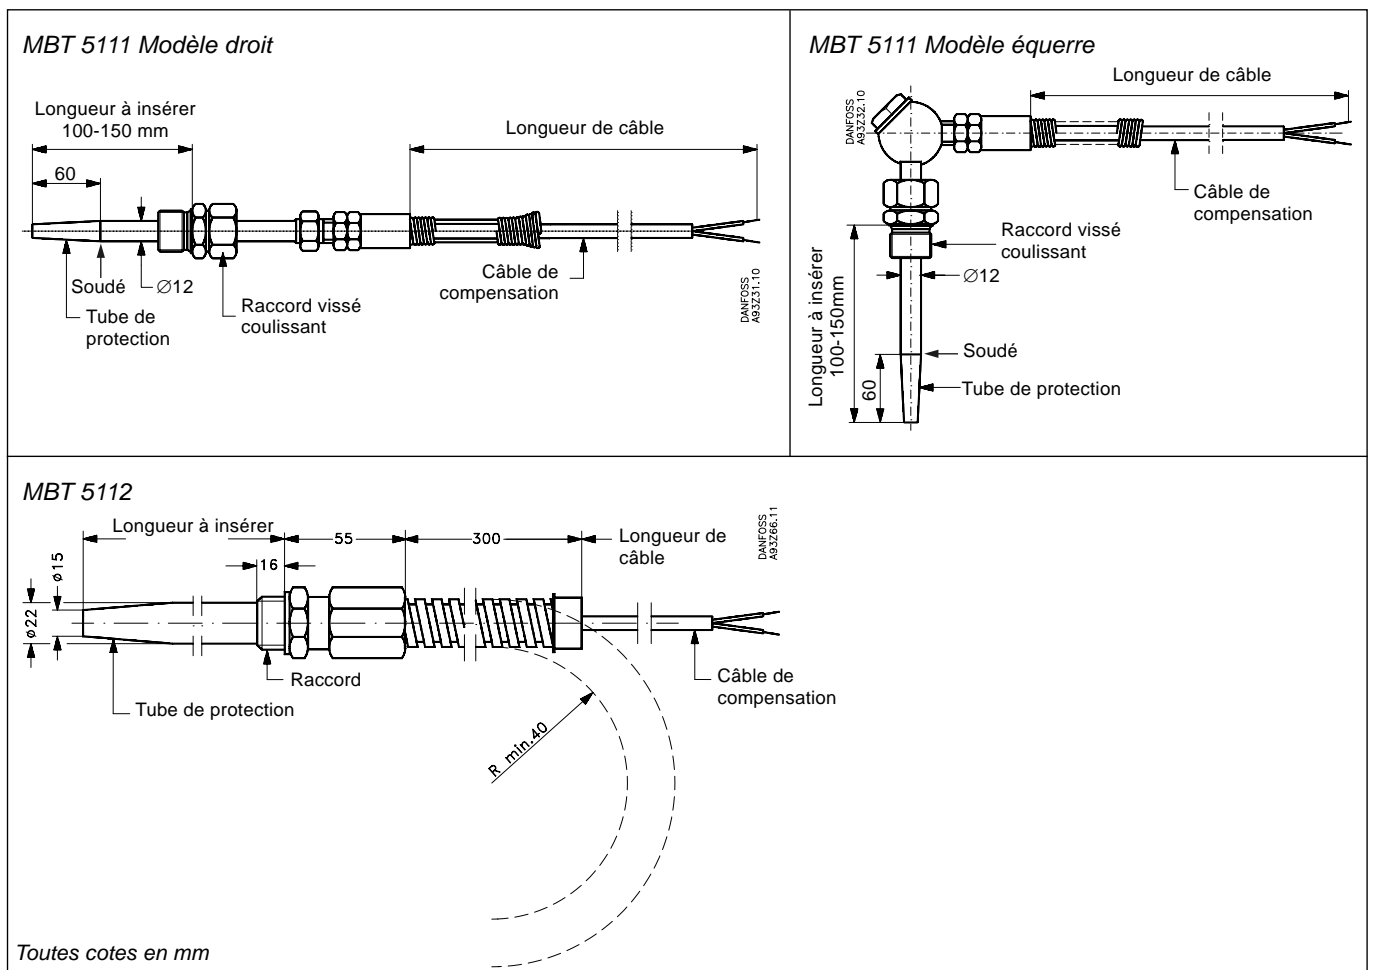 MBT 5111 Modèle droit
Longueur à insérer
100-150 mm
60
Longueur de câble
Soudé
Ø12
Tube de
protection
Raccord vissé
coulissant
Câble de
compensation
DANFOSS
A93Z31.10
MBT 5111 Modèle équerre
Longueur de câble
DANFOSS
A93Z32.10
Câble de
compensation
Raccord vissé
coulissant
Ø12
Longueur à insérer
100-150mm
Soudé
60
Tube de protection
MBT 5112
Longueur à insérer
55
300
Longueur de
câble
DANFOSS
A93Z66.11
16
ø15
ø22
Raccord
Tube de protection
Câble de
compensation
R min.40
Toutes cotes en mm